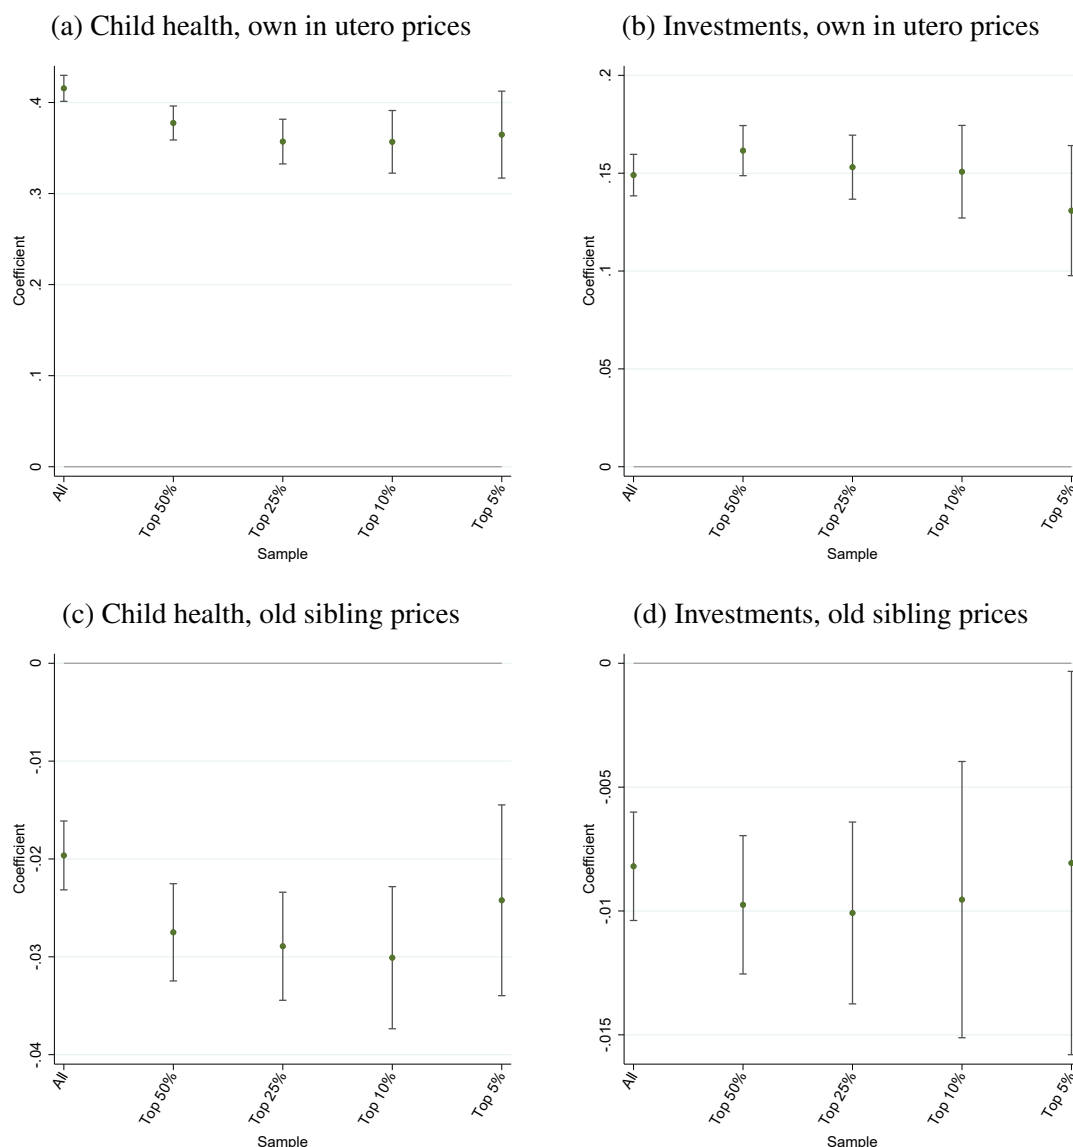 (a) Child health, own in utero prices
Coefficient
.4
.3
.2
.1
0
All
Top 50%
Top 25%
Top 10%
Top 5%
Sample
(b) Investments, own in utero prices
Coefficient
.2
.15
.1
.05
0
All
Top 50%
Top 25%
Top 10%
Top 5%
Sample
(c) Child health, old sibling prices
Coefficient
0
-.01
-.02
-.03
-.04
All
Top 50%
Top 25%
Top 10%
Top 5%
Sample
(d) Investments, old sibling prices
Coefficient
0
-.005
-.01
-.015
All
Top 50%
Top 25%
Top 10%
Top 5%
Sample